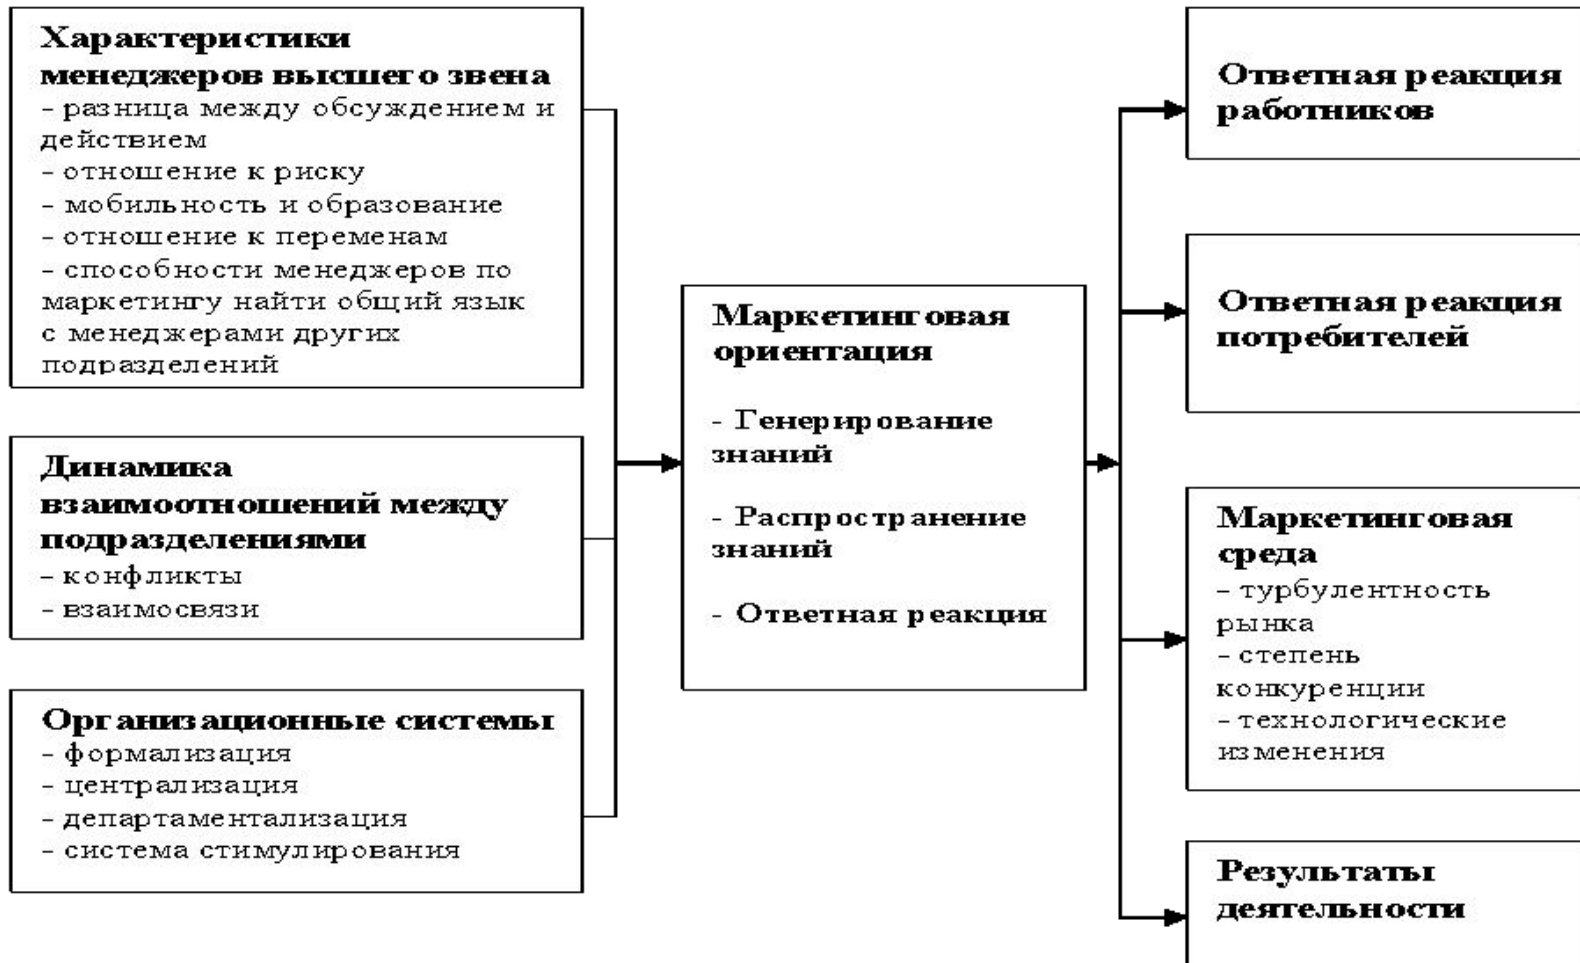 Характеристики
менеджеров высшего звена
- разница между обсуждением и
действием
- отношение к риску
- мобильность и образование
- отношение к переменам
- способности менеджеров по
маркетингу найти общий язык
с менеджерами других
подразделений
Динамика
взаимоотношений между
подразделениями
- конфликты
- взаимосвязи
Организационные системы
- формализация
- централизация
- департаментализация
- система стимулирования
Маркетинговая
ориентация
- Генерирование
знаний
- Распространение
знаний
- Ответная реакция
Ответная реакция
работников
Ответная реакция
потребителей
Маркетинговая
среда
- турбулентность
рынка
- степень
конкуренции
- технологические
изменения
Результаты
деятельности